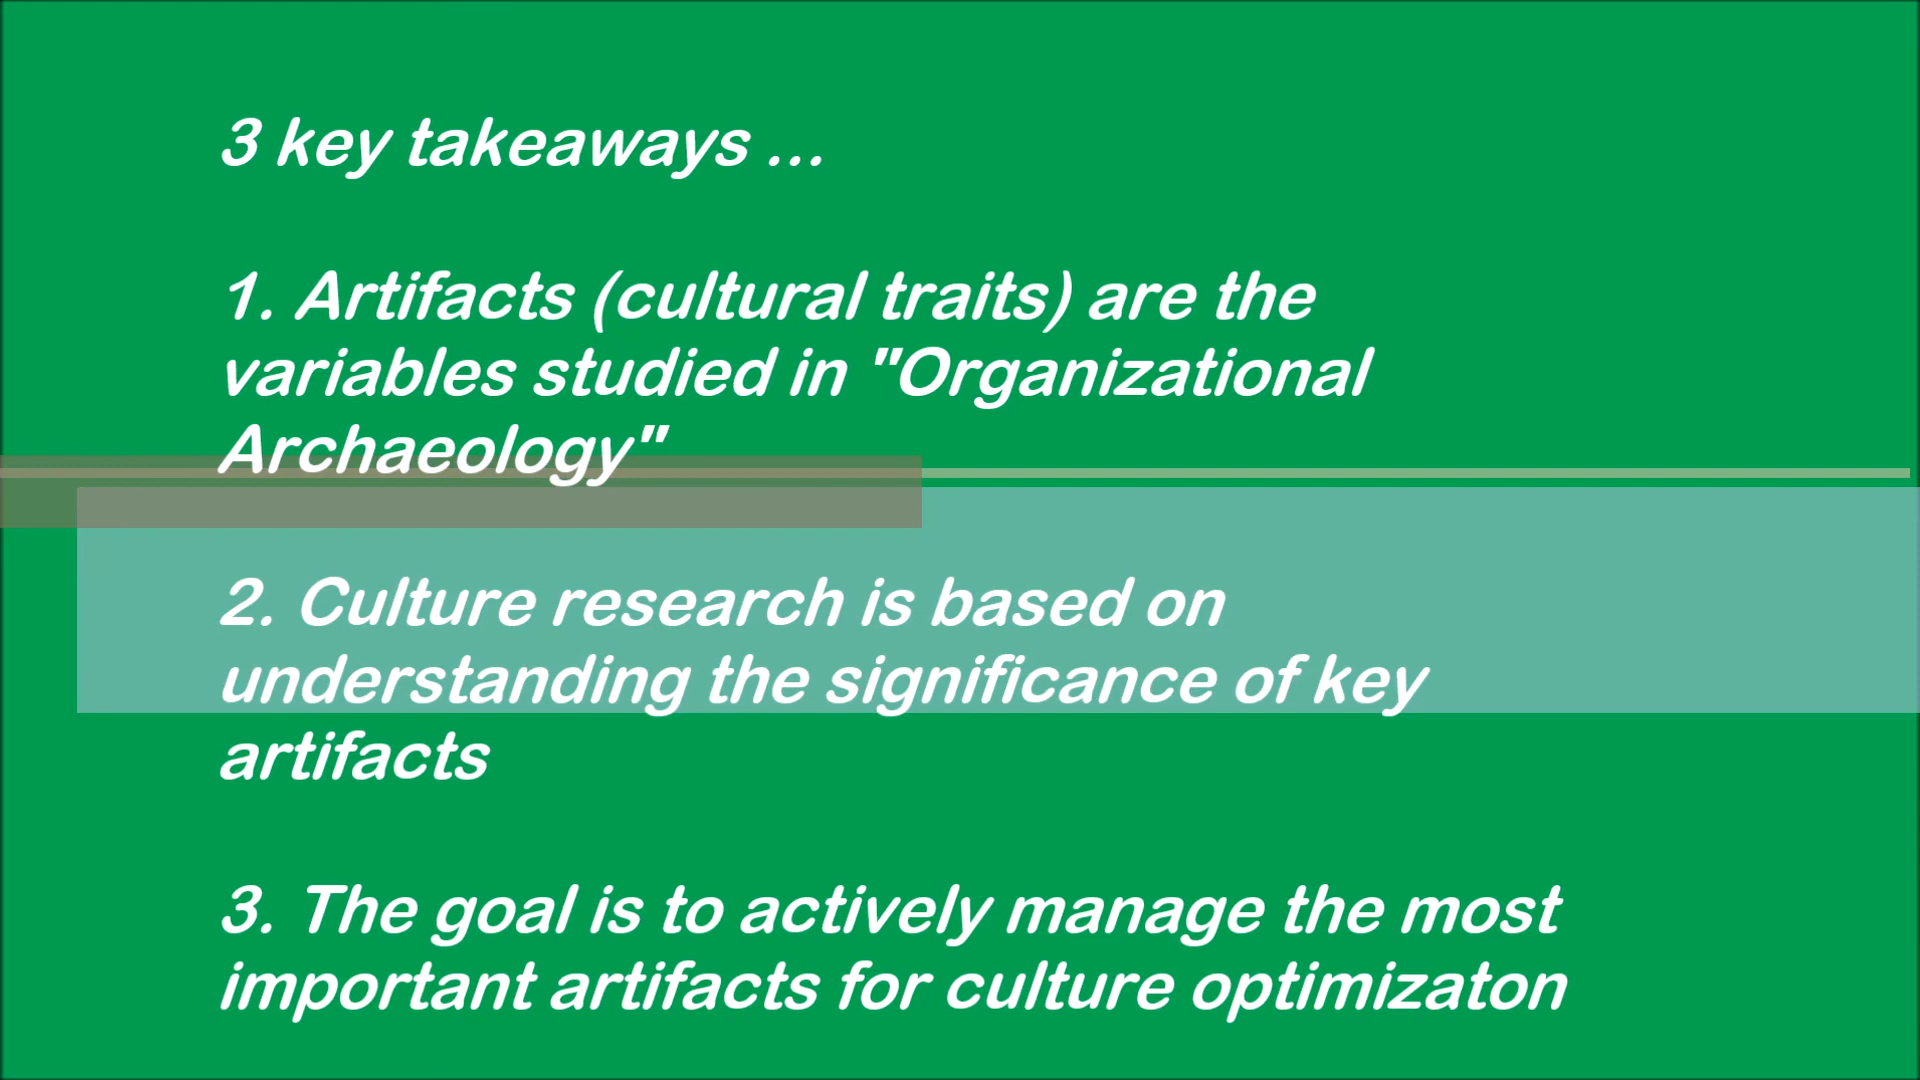 3 key takeaways ...
1. Artifacts (cultural traits) are the
variables studied in "Organizational
Archaeology"
2. Culture research is based on
understanding the significance of key
artifacts
3. The goal is to actively manage the most
important artifacts for culture optimizaton